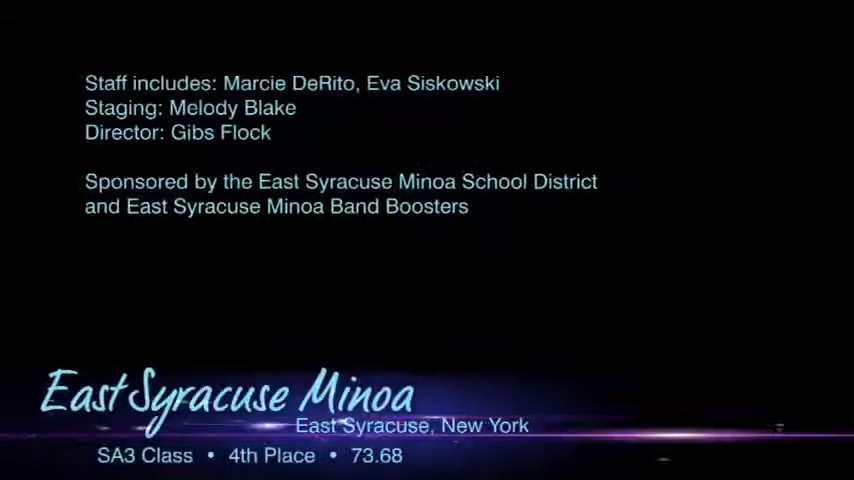 Staff includes: Marcie DeRito, Eva Siskowski
Staging: Melody Blake
Director: Gibs Flock
Sponsored by the East Syracuse Minoa School District
and East Syracuse Minoa Band Boosters
East Syracuse Minoa
East Syracuse, New York
SA3 Class • 4th Place • 73.68